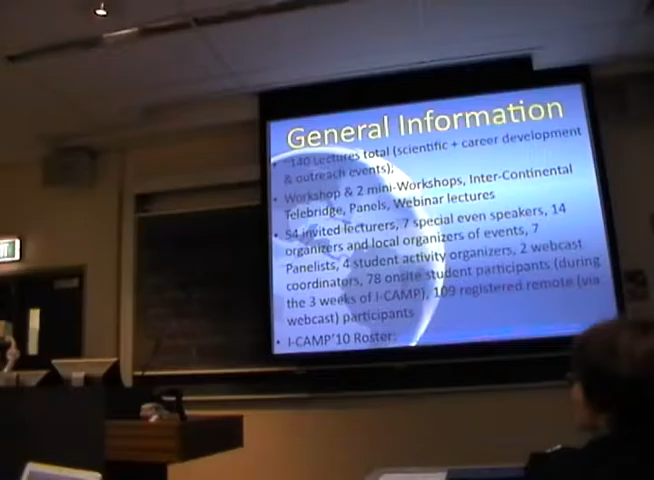 General Information
• ~140 Lectures total (scientific + career development
& outreach events),
• Workshop & 2 mini-Workshops, Inter-Continental
Telebridge, Panels, Webinar lectures
• 54 invited lecturers, 7 special even speakers, 14
organizers and local organizers of events, 7
Panelists, 4 student activity organizers, 2 webcast
coordinators, 78 onsite student participants (during
the 3 weeks of I-CAMP), 109 registered remote (via
webcast) participants
• I-CAMP'10 Roster: